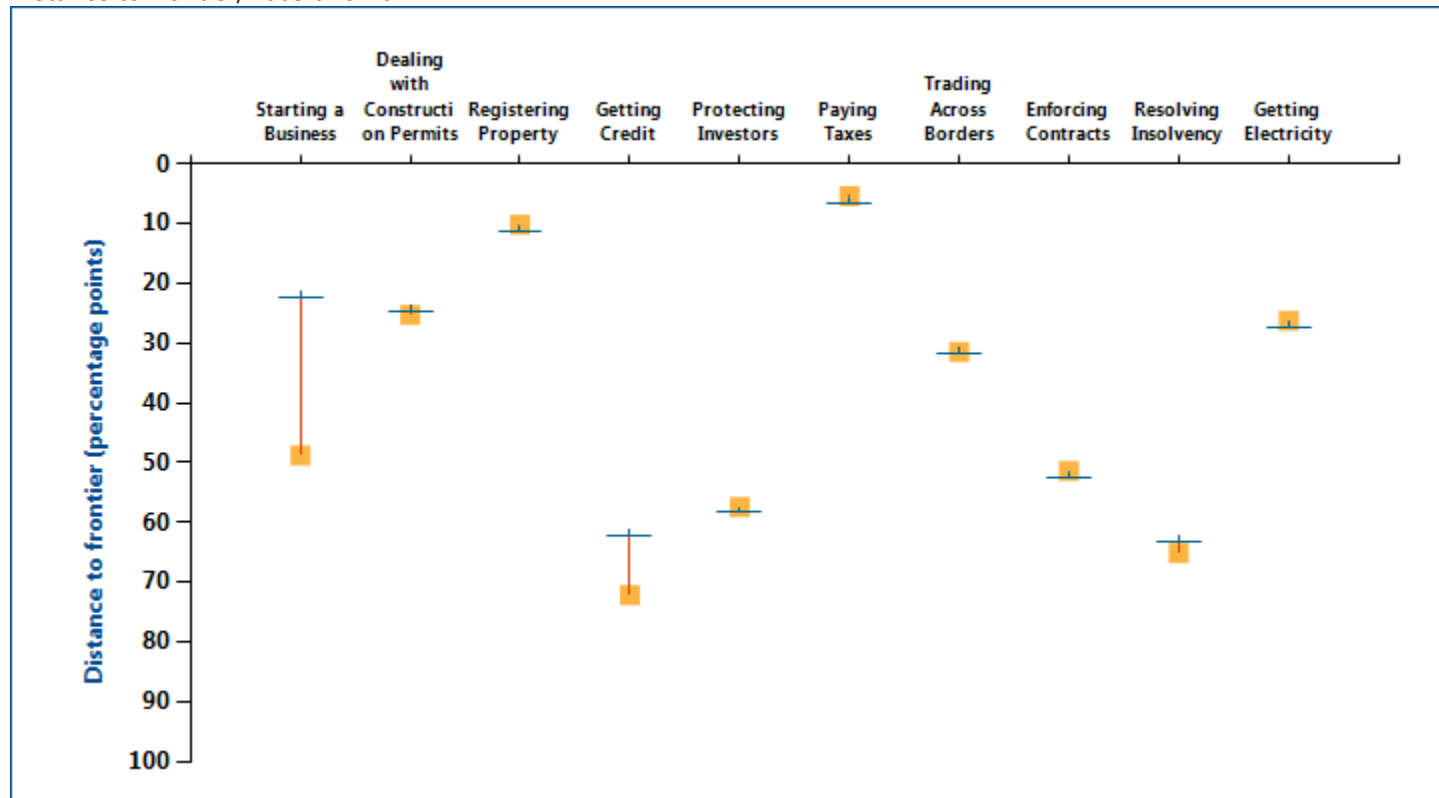 Dealing
with
Starting a Constructi Registering Getting Protecting Paying Trading Across Enforcing Resolving Getting
Business on Permits Property Credit Investors Taxes Borders Contracts Insolvency Electricity
0
10
20
30
40
50
60
70
80
90
100
Distance to frontier (percentage points)